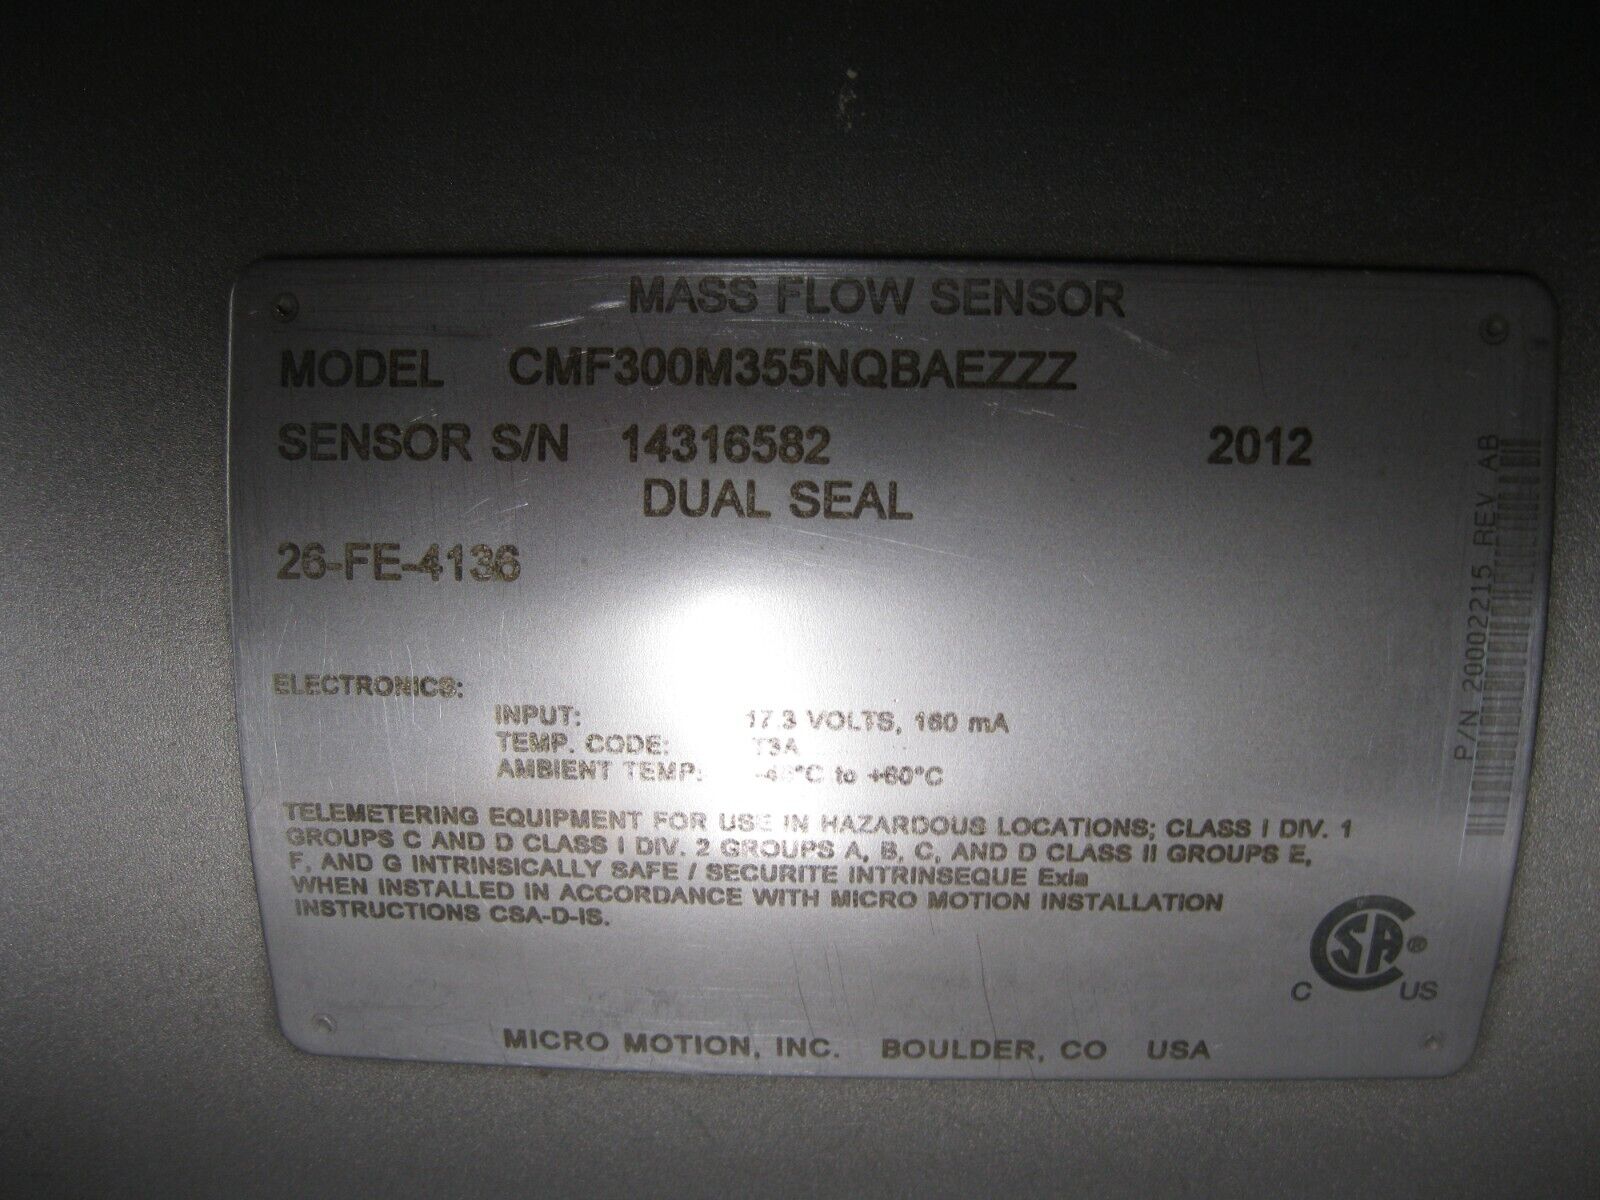 MASS FLOW SENSOR
MODEL CMF300M355NQBAEZZZ
SENSOR S/N 14316582 2012
DUAL SEAL
26-FE-4136
ELECTRONICS:
INPUT: 17.3 VOLTS, 160 mA
TEMP. CODE: T3A
AMBIENT TEMP: to +60°C
TELEMETERING EQUIPMENT FOR USE IN HAZARDOUS LOCATIONS; CLASS I DIV. 1
GROUPS C AND D CLASS I DIV. 2 GROUPS A, B, C, AND D CLASS II GROUPS E,
F, AND G INTRINSICALLY SAFE / SECURITE INTRINSEQUE Exia
WHEN INSTALLED IN ACCORDANCE WITH MICRO MOTION INSTALLATION
INSTRUCTIONS CSA-D-IS.
P/N 20002215 REV AB
CSA®
C US
MICRO MOTION, INC. BOULDER, CO USA